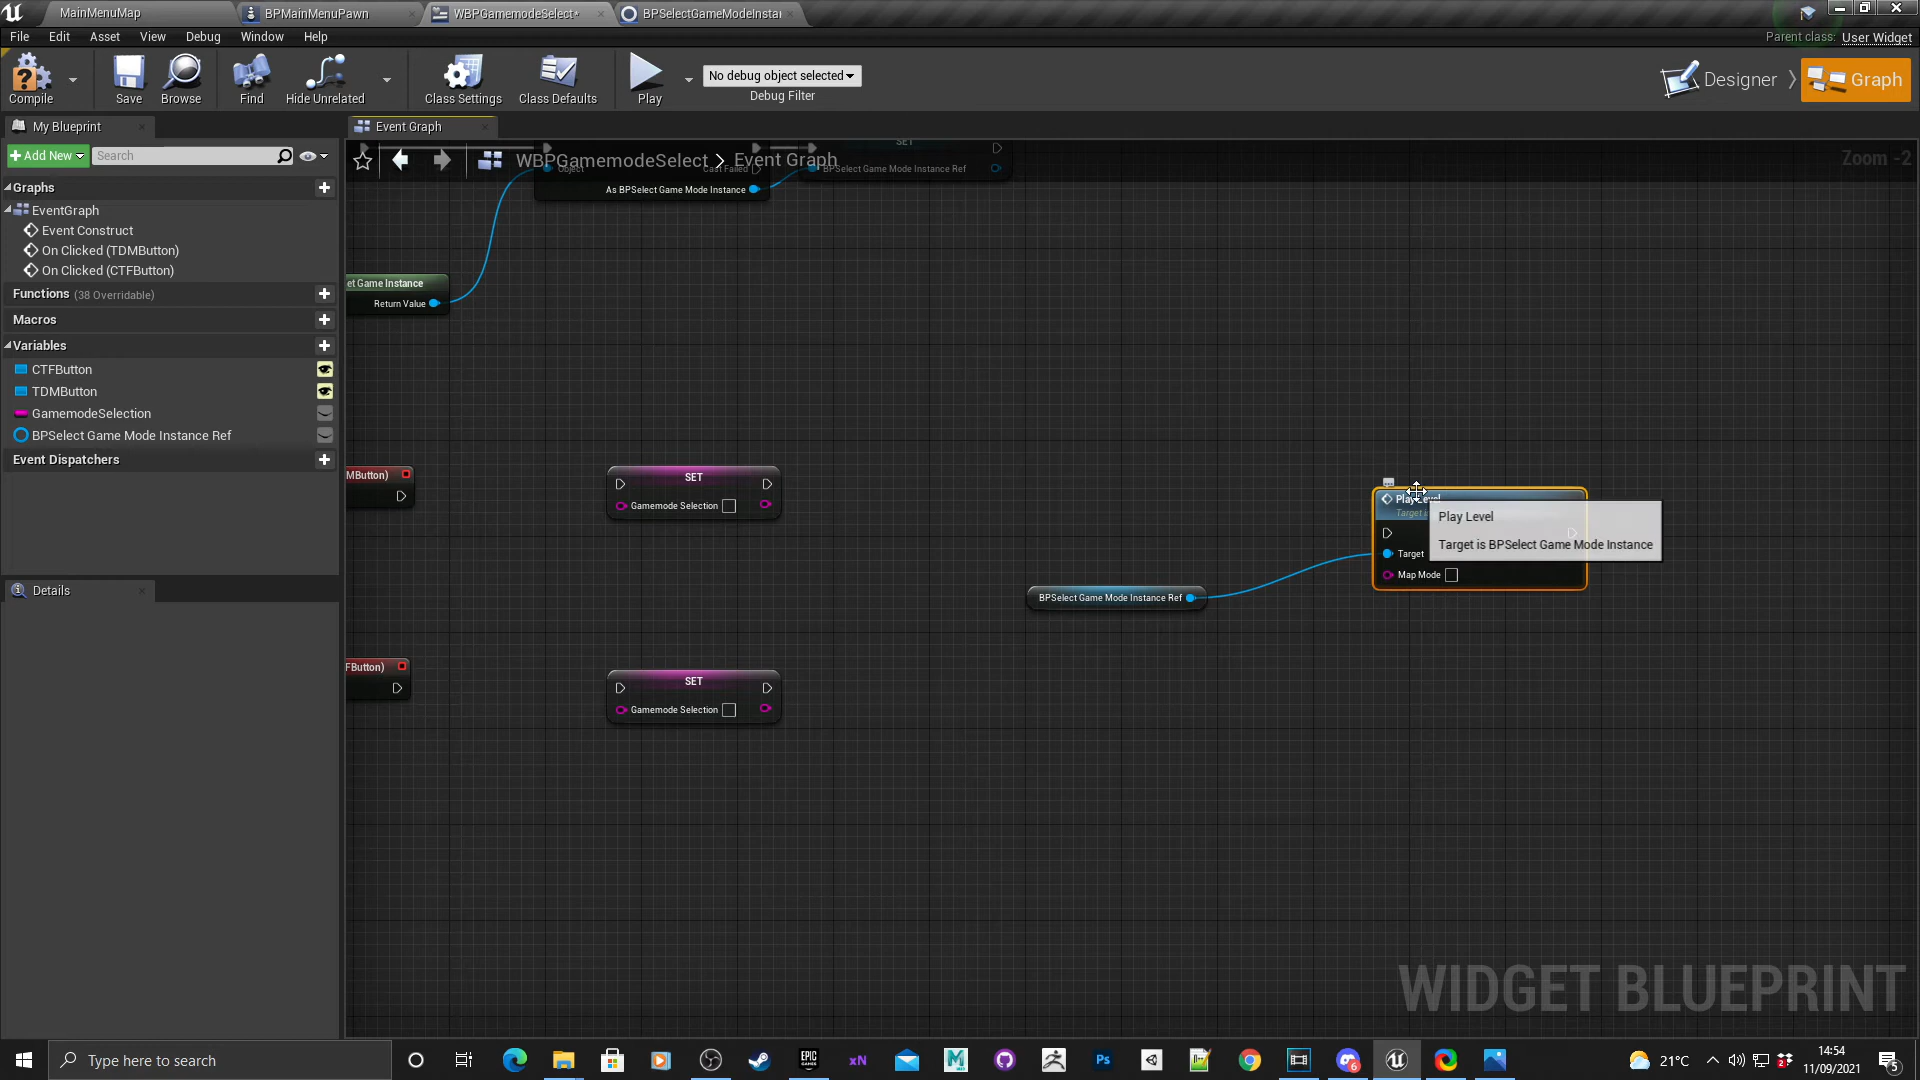 MainMenuMap
BPMainMenuPawn
WBPGamemodeSelect*
BPSelectGameModeInsta
File
Edit
Asset
View
Debug
Window
Help
Parent class: User Widget
Compile
Save
Browse
Find
Hide Unrelated
Class Settings
Class Defaults
Play
No debug object selected
Debug Filter
Designer
Graph
My Blueprint
Event Graph
Add New
Search
WBPGamemodeSelect > Event Graph
Zoom -2
Graphs
EventGraph
Event Construct
On Clicked (TDMButton)
On Clicked (CTFButton)
Functions (38 Overridable)
Macros
Variables
CTFButton
TDMButton
GamemodeSelection
BPSelect Game Mode Instance Ref
Event Dispatchers
Details
Object
Cast Failed
As BPSelect Game Mode Instance
SET
BPSelect Game Mode Instance Ref
et Game Instance
Return Value
MButton)
SET
Gamemode Selection
FButton)
SET
Gamemode Selection
BPSelect Game Mode Instance Ref
Target
Map Mode
Play Level
Target is BPSelect Game Mode Instance
WIDGET BLUEPRINT
Type here to search
21°C
14:54
11/09/2021